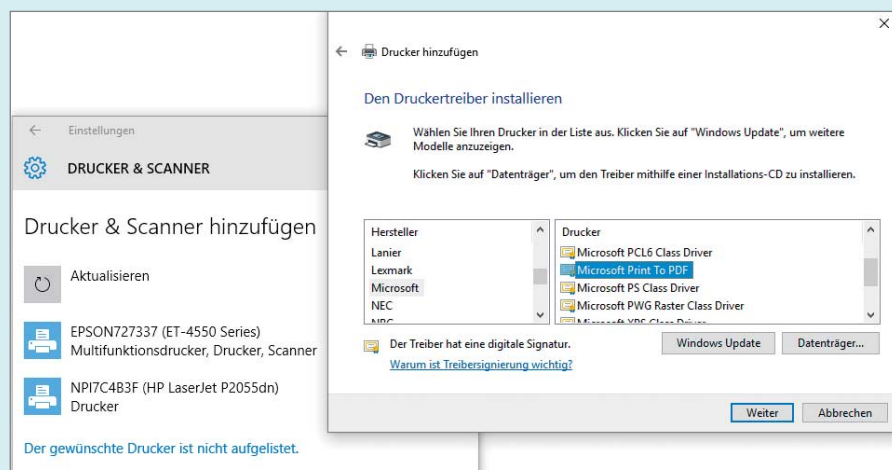 Einstellungen
DRUCKER & SCANNER
Drucker & Scanner hinzufügen
Aktualisieren
EPSON727337 (ET-4550 Series)
Multifunktionsdrucker, Drucker, Scanner
NPI7C4B3F (HP LaserJet P2055dn)
Drucker
Der gewünschte Drucker ist nicht aufgelistet.
Drucker hinzufügen
Den Druckertreiber installieren
Wählen Sie Ihren Drucker in der Liste aus. Klicken Sie auf "Windows Update", um weitere
Modelle anzuzeigen.
Klicken Sie auf "Datenträger", um den Treiber mithilfe einer Installations-CD zu installieren.
Hersteller
Lanier
Lexmark
Microsoft
NEC
Drucker
Microsoft PCL6 Class Driver
Microsoft Print To PDF
Microsoft PS Class Driver
Microsoft PWG Raster Class Driver
Microsoft XPS Class Driver
Der Treiber hat eine digitale Signatur.
Warum ist Treibersignierung wichtig?
Windows Update
Datenträger...
Weiter
Abbrechen